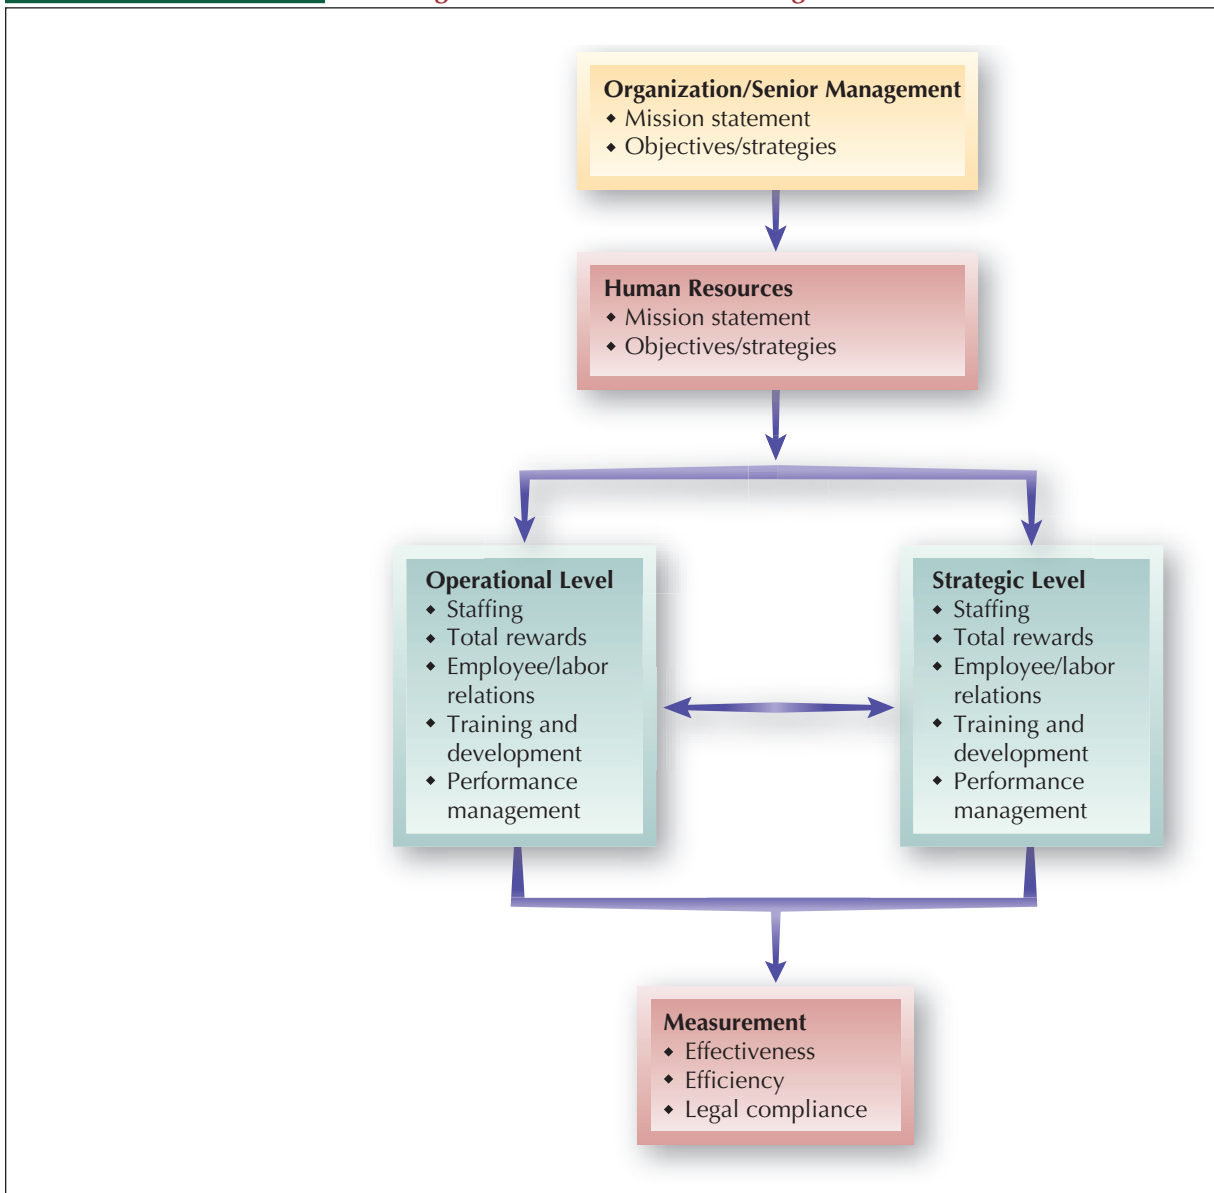 Organization/Senior Management
◆ Mission statement
◆ Objectives/strategies
Human Resources
◆ Mission statement
◆ Objectives/strategies
Operational Level
◆ Staffing
◆ Total rewards
◆ Employee/labor
relations
◆ Training and
development
◆ Performance
management
Strategic Level
◆ Staffing
◆ Total rewards
◆ Employee/labor
relations
◆ Training and
development
◆ Performance
management
Measurement
◆ Effectiveness
◆ Efficiency
◆ Legal compliance